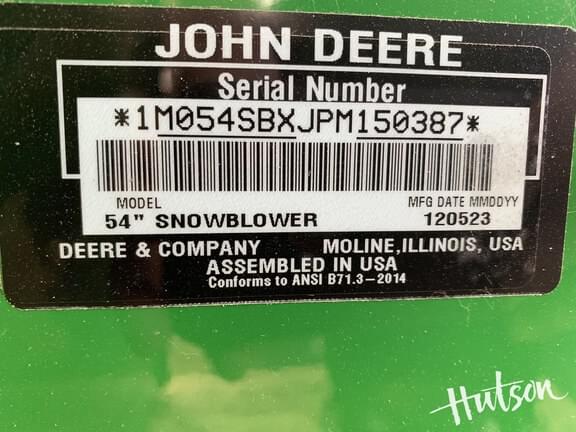 JOHN DEERE
Serial Number
*1M054SBXJPM150387*
MODEL MFG DATE MMDDYY
54" SNOWBLOWER 120523
DEERE & COMPANY MOLINE,ILLINOIS, USA
ASSEMBLED IN USA
Conforms to ANSI B71.3-2014
Hutson